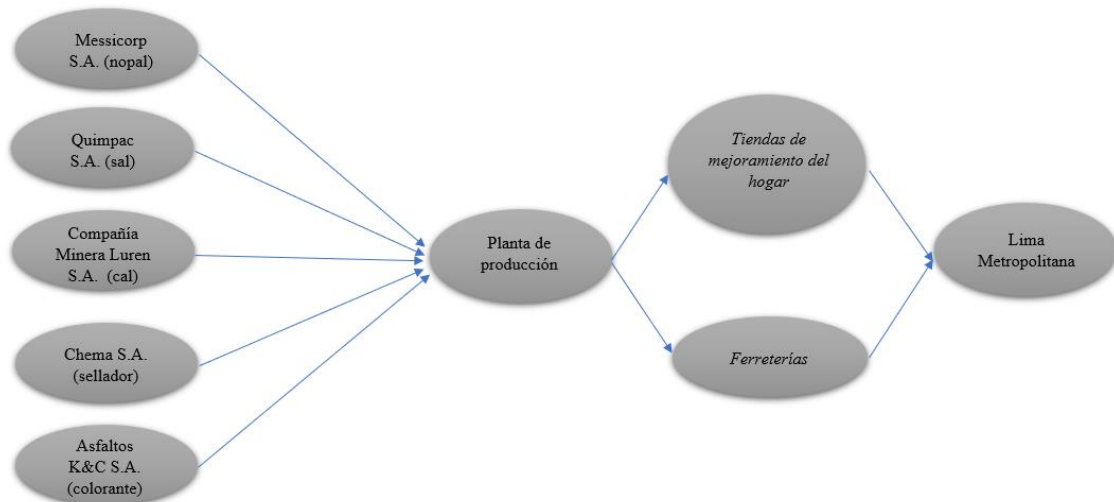 Messicorp
S.A. (nopal)
Quimpac
S.A. (sal)
Compañía
Minera Luren
S.A. (cal)
Chema S.A.
(sellador)
Asfaltos
K&C S.A.
(colorante)
Planta de
producción
Tiendas de
mejoramiento del
hogar
Ferreterías
Lima
Metropolitana